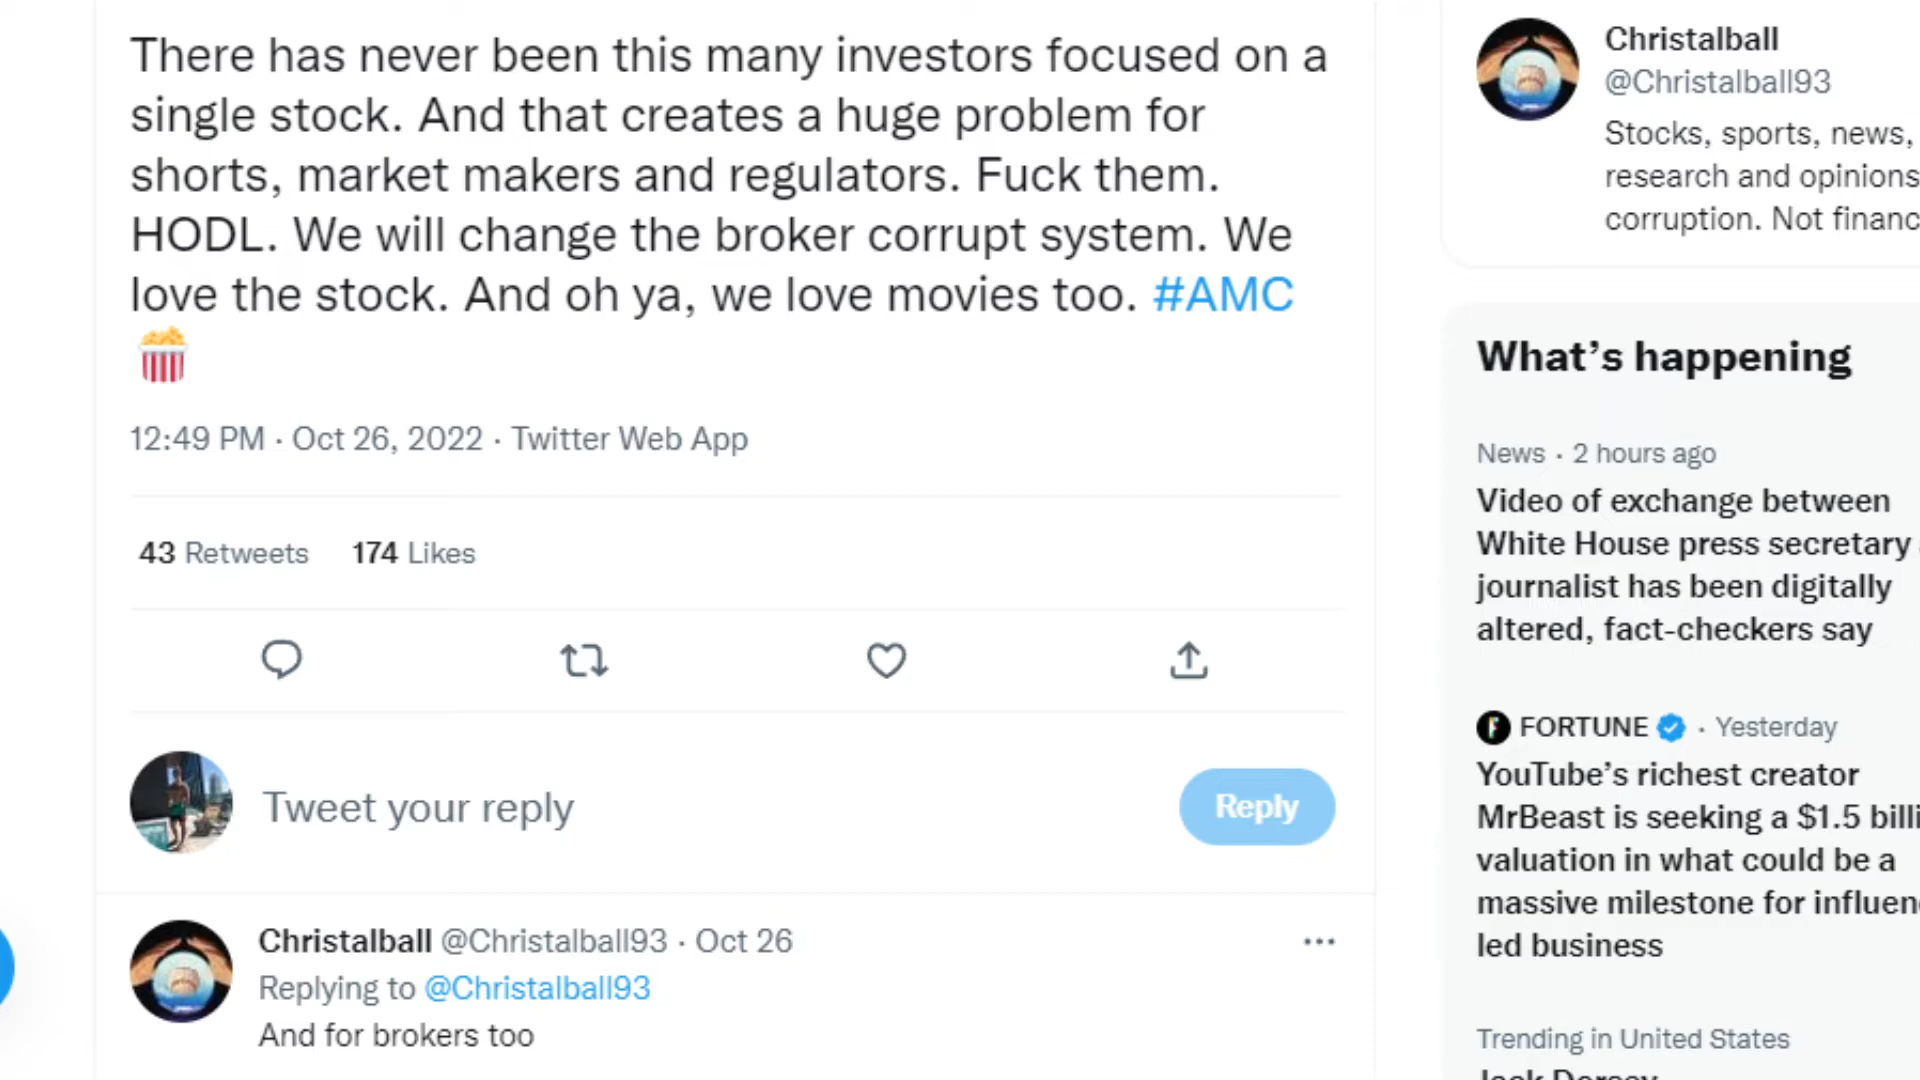 There has never been this many investors focused on a
single stock. And that creates a huge problem for
shorts, market makers and regulators. Fuck them.
HODL. We will change the broker corrupt system. We
love the stock. And oh ya, we love movies too. #AMC
🍿
12:49 PM · Oct 26, 2022 · Twitter Web App
43 Retweets 174 Likes
Tweet your reply
Reply
Christalball @Christalball93 · Oct 26
Replying to @Christalball93
And for brokers too
Christalball
@Christalball93
Stocks, sports, news,
research and opinions
corruption. Not financ
What's happening
News · 2 hours ago
Video of exchange between
White House press secretary
journalist has been digitally
altered, fact-checkers say
FORTUNE · Yesterday
YouTube's richest creator
MrBeast is seeking a $1.5 billi
valuation in what could be a
massive milestone for influen
led business
Trending in United States
Jack Dorsey